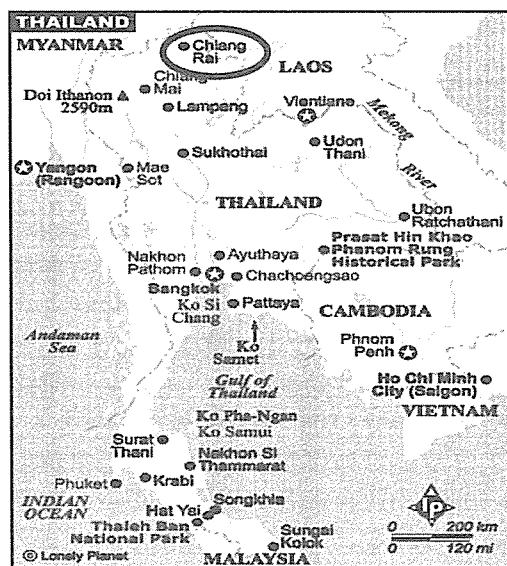 THAILAND
MYANMAR
Chiang
Rai
LAOS
Chiang
Mai
Doi Ithanon
2590m
Lampang
Vientiane
Mekong
River
Sukhothai
Udon
Thani
Yangon
(Rangoon)
Mae
Sot
THAILAND
Ubon
Ratchathani
Prasat Hin Khao
Phanom Rung
Historical Park
Nakhon
Pathom
Ayuthaya
Chachoengsao
Bangkok
Ko Si
Chang
Pattaya
CAMBODIA
Andaman
Sea
Ko
Samet
Phnom
Penh
Gulf of
Thailand
Ho Chi Minh
City (Saigon)
VIETNAM
Ko Pha-Ngan
Ko Samui
Surat
Thani
Nakhon Si
Thammarat
Phuket
Krabi
INDIAN
OCEAN
Songkhla
Hat Yai
Thaleh Ban
National Park
Sungai
Kolok
MALAYSIA
LP
0 200 km
0 120 mi
© Lonely Planet